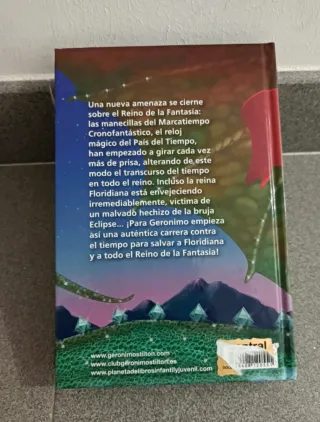 Una nueva amenaza se cierne
sobre el Reino de la Fantasía:
las manecillas del Marcatiempo
Cronofantástico, el reloj
mágico del País del Tiempo,
han empezado a girar cada vez
más de prisa, alterando de este
modo el transcurso del tiempo
en todo el reino. Incluso la reina
Floridiana está envejeciendo
irremediablemente, víctima de
un malvado hechizo de la bruja
Eclipse... ¡Para Geronimo empieza
así una auténtica carrera contra
el tiempo para salvar a Floridiana
y a todo el Reino de la Fantasía!
www.geronimostilton.com
www.clubgeronimostilton.es
www.planetadelibrosinfantilyjuvenil.com